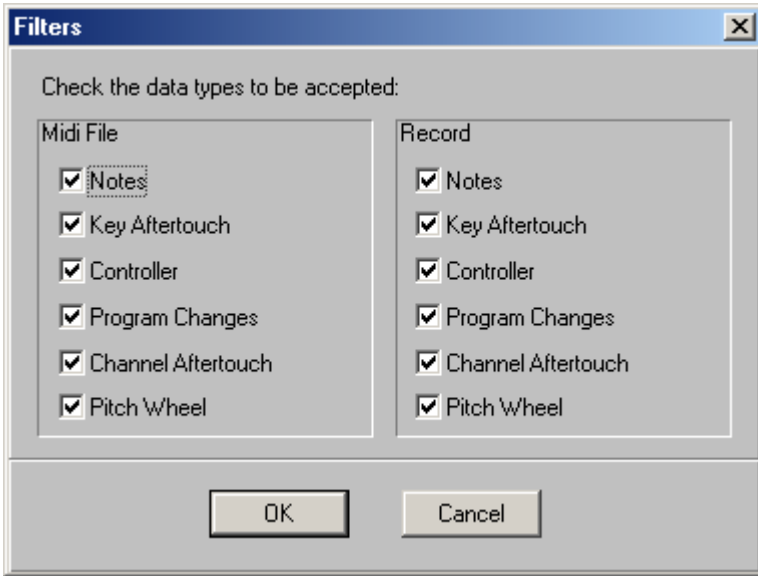 Filters
Check the data types to be accepted:
Midi File
Notes
Key Aftertouch
Controller
Program Changes
Channel Aftertouch
Pitch Wheel
Record
Notes
Key Aftertouch
Controller
Program Changes
Channel Aftertouch
Pitch Wheel
OK
Cancel